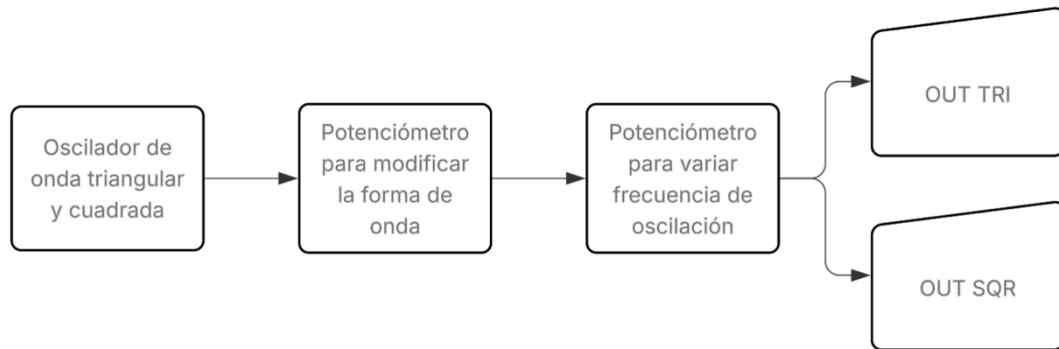 Oscilador de
onda triangular
y cuadrada
Potenciómetro
para modificar
la forma de
onda
Potenciómetro
para variar
frecuencia de
oscilación
OUT TRI
OUT SQR